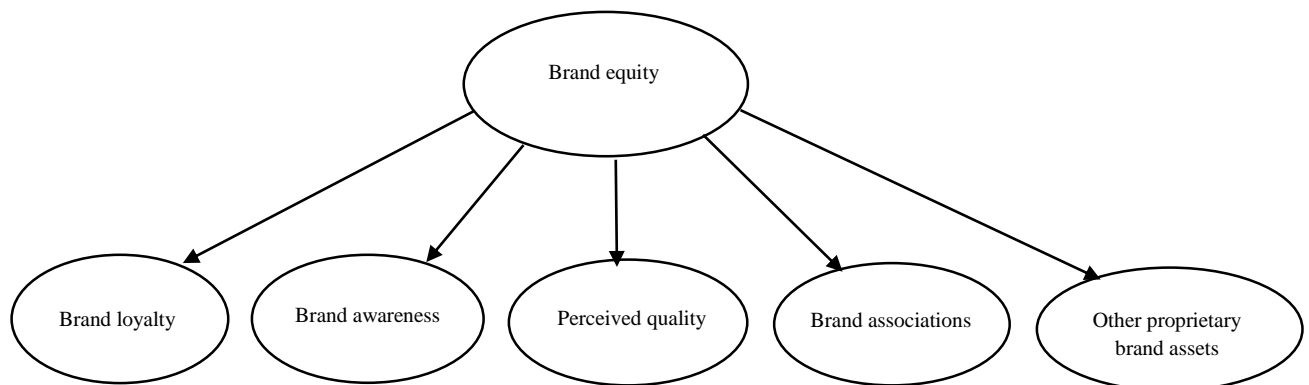 Brand equity
Brand loyalty
Brand awareness
Perceived quality
Brand associations
Other proprietary
brand assets